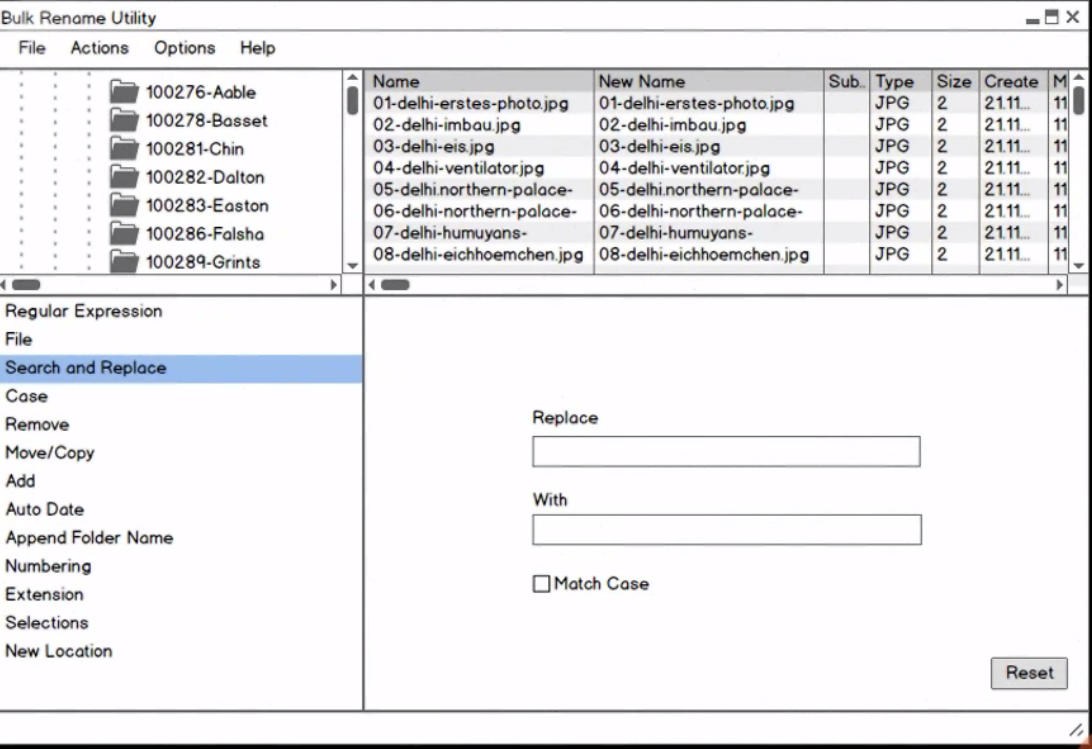 Bulk Rename Utility
File Actions Options Help
100276-Aable
100278-Basset
100281-Chin
100282-Dalton
100283-Easton
100286-Falsha
100289-Grints
Name New Name Sub.. Type Size Create M
01-delhi-erstes-photo.jpg 01-delhi-erstes-photo.jpg JPG 2 21.11... 11
02-delhi-imbau.jpg 02-delhi-imbau.jpg JPG 2 21.11... 11
03-delhi-eis.jpg 03-delhi-eis.jpg JPG 2 21.11... 11
04-delhi-ventilator.jpg 04-delhi-ventilator.jpg JPG 2 21.11... 11
05-delhi.northern-palace- 05-delhi.northern-palace- JPG 2 21.11... 11
06-delhi-northern-palace- 06-delhi-northern-palace- JPG 2 21.11... 11
07-delhi-humuyans- 07-delhi-humuyans- JPG 2 21.11... 11
08-delhi-eichhoemchen.jpg 08-delhi-eichhoemchen.jpg JPG 2 21.11... 11
Regular Expression
File
Search and Replace
Case
Remove
Move/Copy
Add
Auto Date
Append Folder Name
Numbering
Extension
Selections
New Location
Replace
With
Match Case
Reset